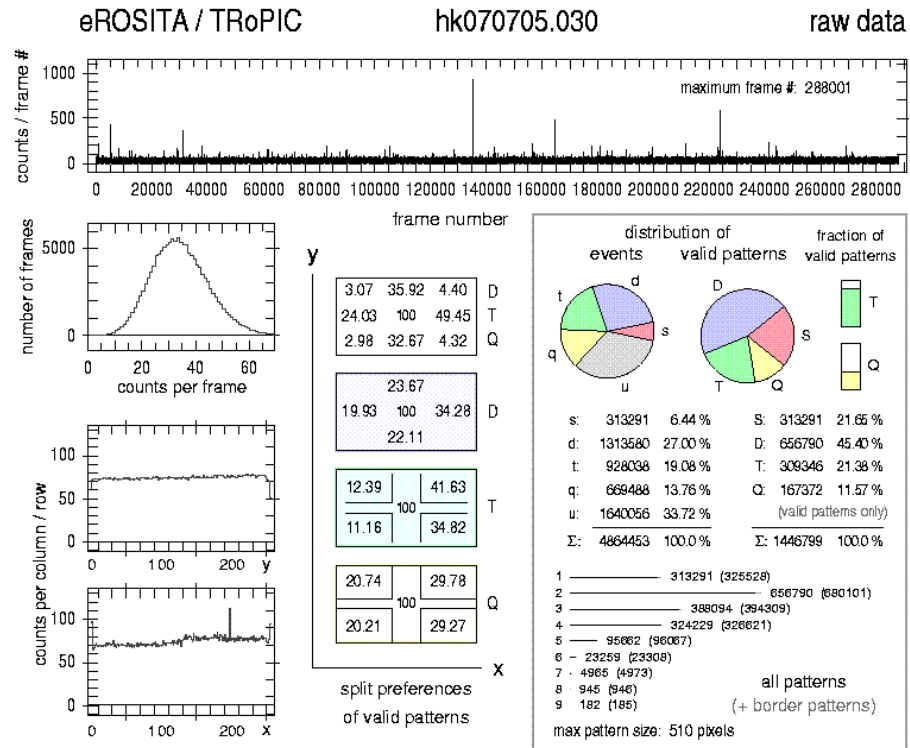 eROSITA / TRoPIC hk070705.030 raw data
counts / frame #
1000
500
0
maximum frame #: 288001
0 20000 40000 60000 80000 100000 120000 140000 160000 180000 200000 220000 240000 260000 280000
frame number
number of frames
5000
0
0 20 40 60
counts per frame
counts per column / row
100
50
0
0 100 200 y
100
50
0
0 100 200 x
y
3.07 35.92 4.40 D
24.03 100 49.45 T
2.98 32.67 4.32 Q
23.67
19.93 100 34.28 D
22.11
12.39 41.63
100 T
11.16 34.82
20.74 29.78
100 Q
20.21 29.27
x
split preferences
of valid patterns
distribution of
events valid patterns
fraction of
valid patterns
t d s q u
D S T Q
T
Q
s: 313291 6.44 % S: 313291 21.65 %
d: 1313580 27.00 % D: 656790 45.40 %
t: 928038 19.08 % T: 309346 21.38 %
q: 669488 13.76 % Q: 167372 11.57 %
u: 1640056 33.72 % (valid patterns only)
Σ: 4864453 100.0 % Σ: 1446799 100.0 %
1 313291 (325528)
2 656790 (680101)
3 388094 (394309)
4 324229 (326621)
5 95662 (96067)
6 23259 (23308)
7 4965 (4973)
8 945 (946)
9 182 (185)
all patterns
(+ border patterns)
max pattern size: 510 pixels